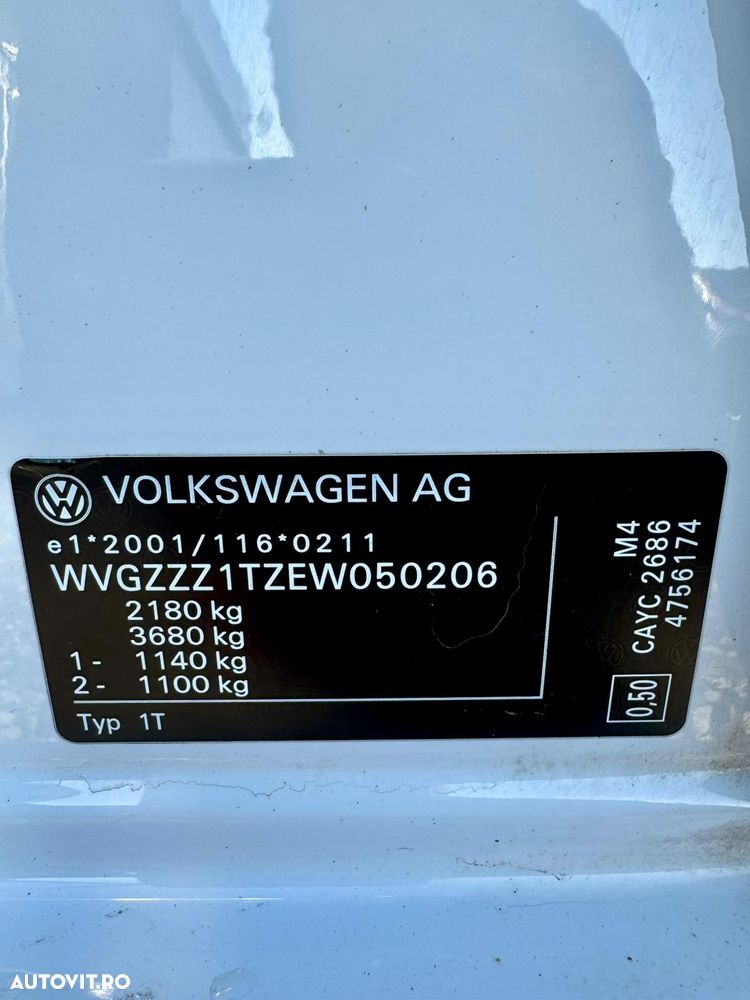 VOLKSWAGEN AG
e1*2001/116*0211
WVGZZZ1TZEW050206
2180 kg
3680 kg
1- 1140 kg
2- 1100 kg
Typ 1T
M4
CAYC 2686
4756174
0,50
AUTOVIT.RO